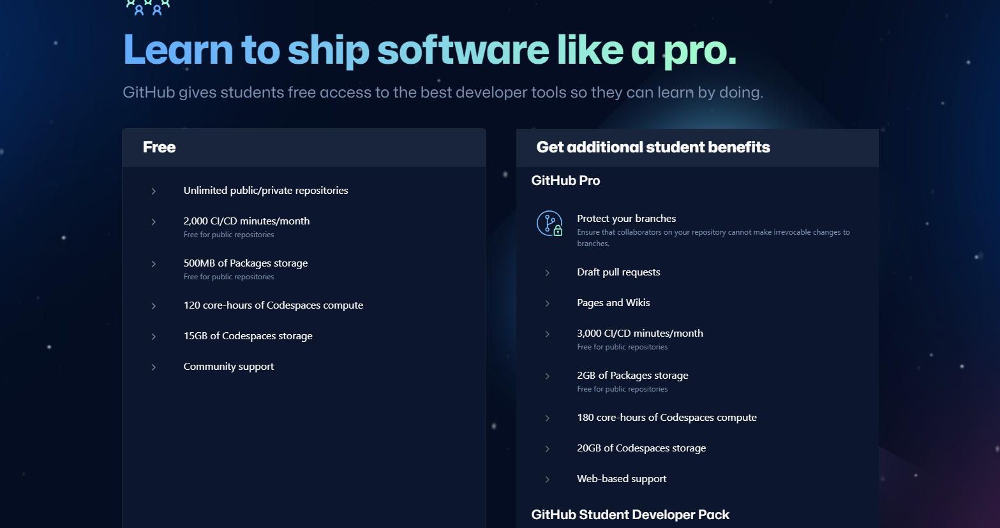 Learn to ship software like a pro.
GitHub gives students free access to the best developer tools so they can learn by doing.
Free
Unlimited public/private repositories
2,000 CI/CD minutes/month
Free for public repositories
500MB of Packages storage
Free for public repositories
120 core-hours of Codespaces compute
15GB of Codespaces storage
Community support
Get additional student benefits
GitHub Pro
Protect your branches
Ensure that collaborators on your repository cannot make irrevocable changes to
branches.
Draft pull requests
Pages and Wikis
3,000 CI/CD minutes/month
Free for public repositories
2GB of Packages storage
Free for public repositories
180 core-hours of Codespaces compute
20GB of Codespaces storage
Web-based support
GitHub Student Developer Pack